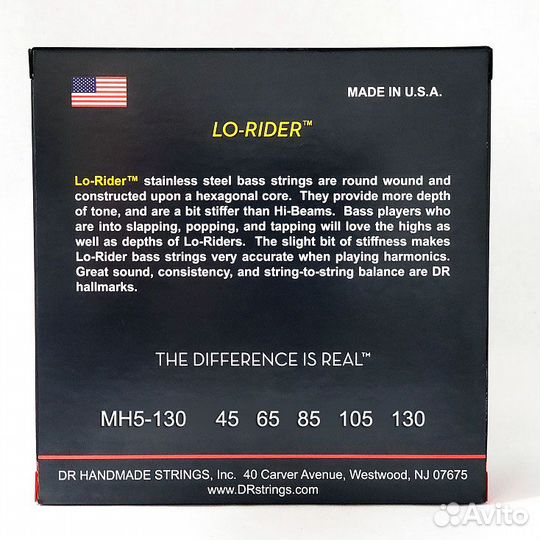 MADE IN U.S.A.
LO-RIDER™
Lo-Rider™ stainless steel bass strings are round wound and
constructed upon a hexagonal core. They provide more depth
of tone, and are a bit stiffer than Hi-Beams. Bass players who
are into slapping, popping, and tapping will love the highs as
well as depths of Lo-Riders. The slight bit of stiffness makes
Lo-Rider bass strings very accurate when playing harmonics.
Great sound, consistency, and string-to-string balance are DR
hallmarks.
THE DIFFERENCE IS REAL™
MH5-130 45 65 85 105 130
DR HANDMADE STRINGS, Inc. 40 Carver Avenue, Westwood, NJ 07675
www.DRstrings.com
Avito